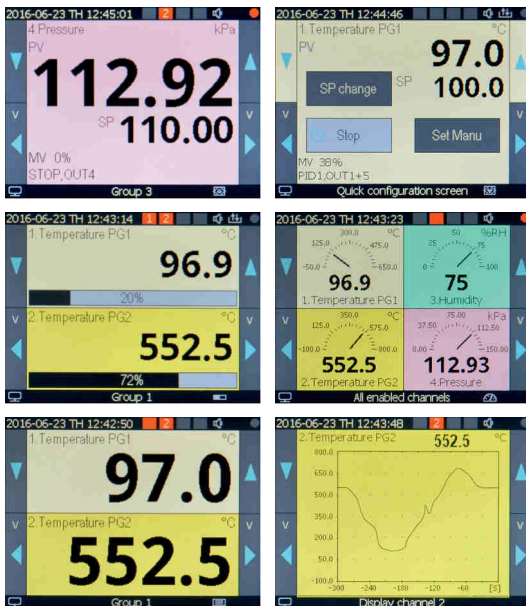 2016-06-23 TH 12:45:01
4.Pressure kPa
PV
112.92
SP 110.00
MV 0%
STOP,OUT4
Group 3
2016-06-23 TH 12:44:46
1.Temperature PG1 °C
PV
97.0
SP change SP 100.0
Stop Set Manu
MV 38%
PID1,OUT1+5
Quick configuration screen
2016-06-23 TH 12:43:14 1 2
1.Temperature PG1 °C
96.9
20%
2.Temperature PG2 °C
552.5
72%
Group 1
2016-06-23 TH 12:43:23 2
300.0 °C
125.0 475.0
-50.0 650.0
96.9
1.Temperature PG1
50 %RH
25 75
0 100
75
3.Humidity
350.0 °C
125.0 575.0
-100.0 800.0
552.5
2.Temperature PG2
75.00 kPa
37.50 112.50
0.00 150.00
112.93
4.Pressure
All enabled channels
2016-06-23 TH 12:42:50 2
1.Temperature PG1 °C
97.0
2.Temperature PG2 °C
552.5
Group 1
2016-06-23 TH 12:43:48 2
2.Temperature PG2 552.5 °C
800.0
650.0
500.0
350.0
200.0
50.0
-100.0
-300 -240 -180 -120 -60 [S]
Display channel 2